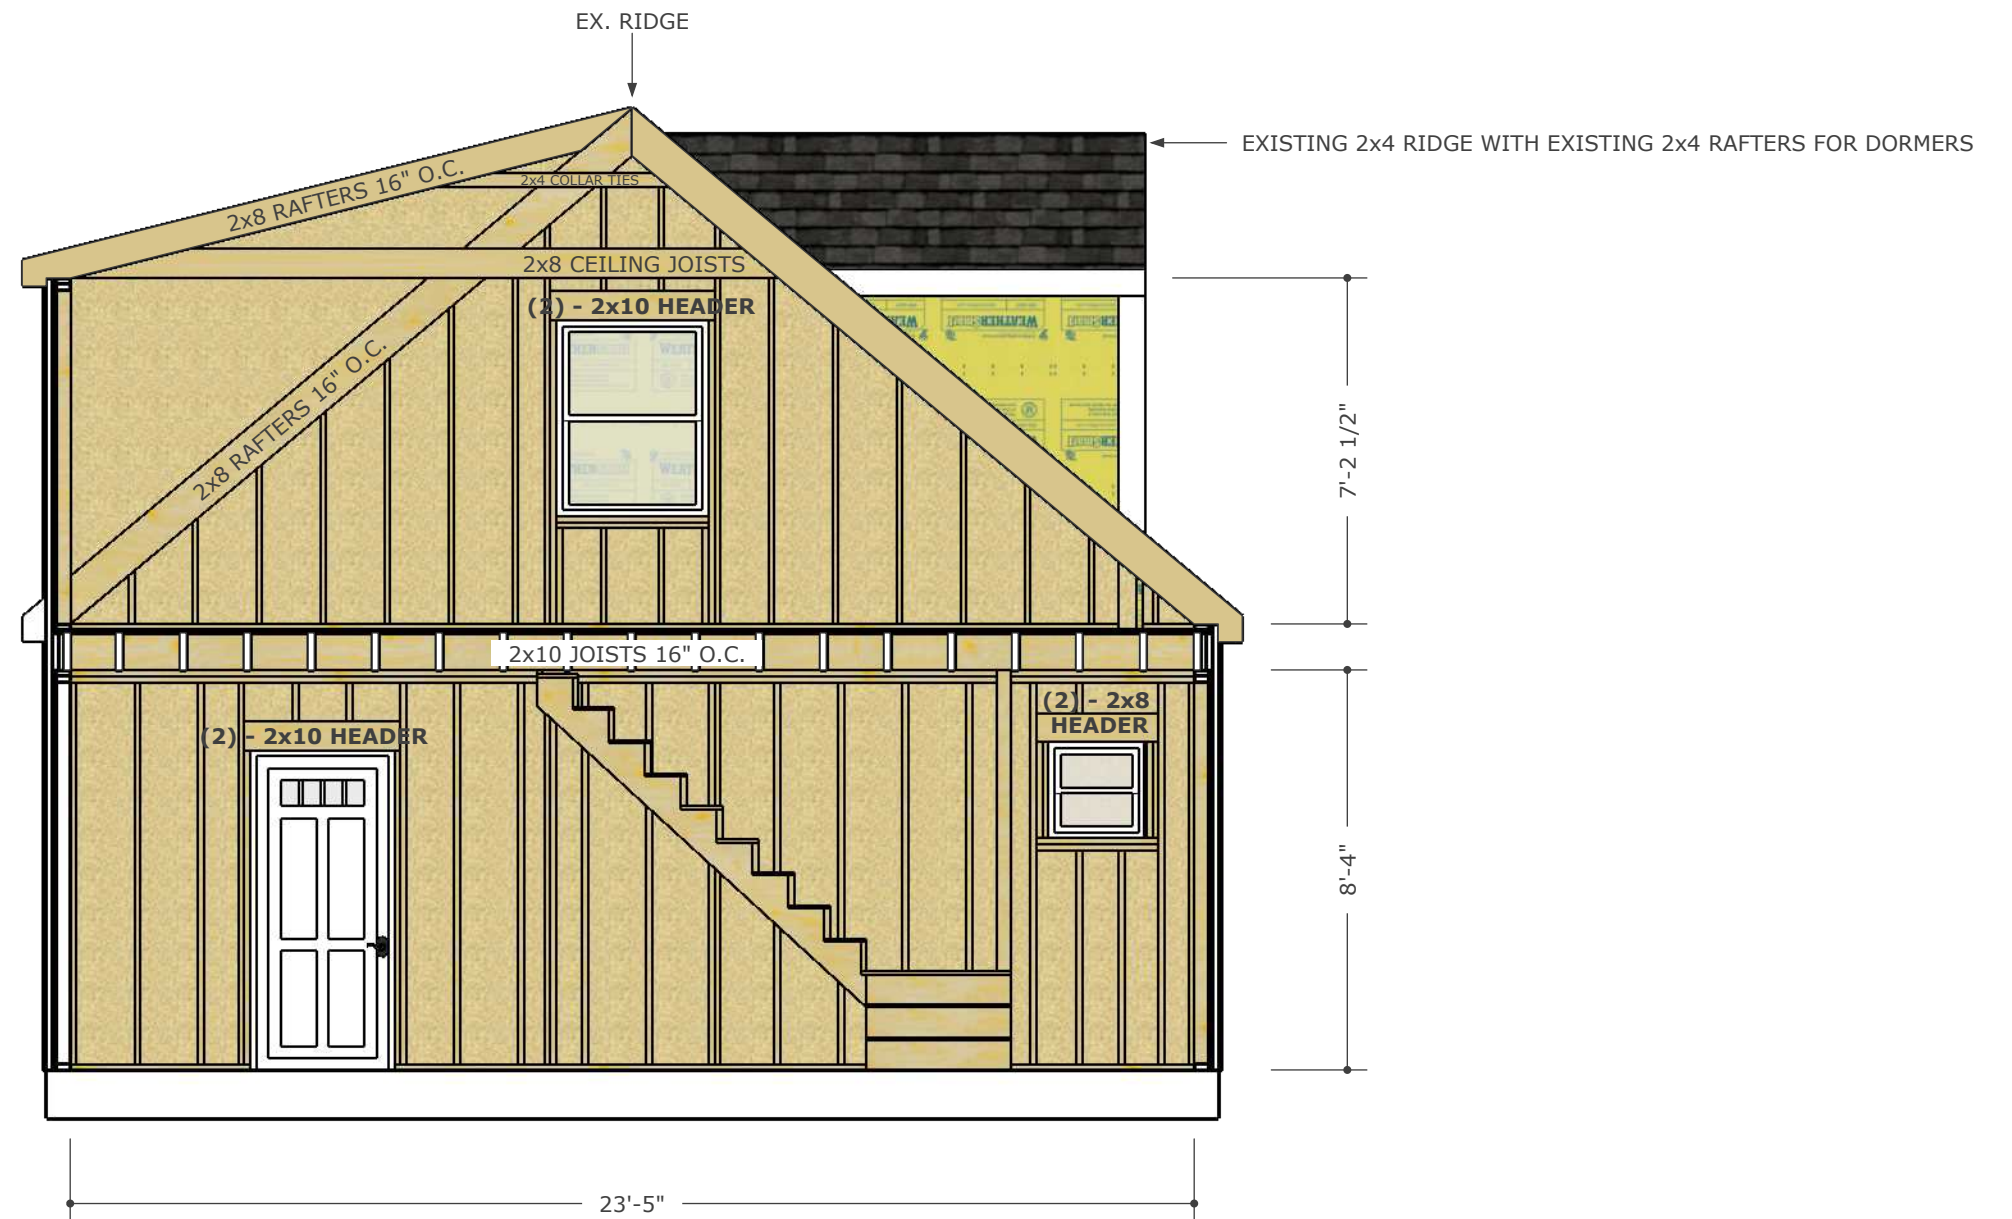 EX. RIDGE
EXISTING 2x4 RIDGE WITH EXISTING 2x4 RAFTERS FOR DORMERS
2x8 RAFTERS 16" O.C.
2x4 COLLAR TIES
2x8 CEILING JOISTS
(2) - 2x10 HEADER
2x8 RAFTERS 16" O.C.
7'-2 1/2"
2x10 JOISTS 16" O.C.
(2) - 2x8
HEADER
(2) - 2x10 HEADER
8'-4"
23'-5"